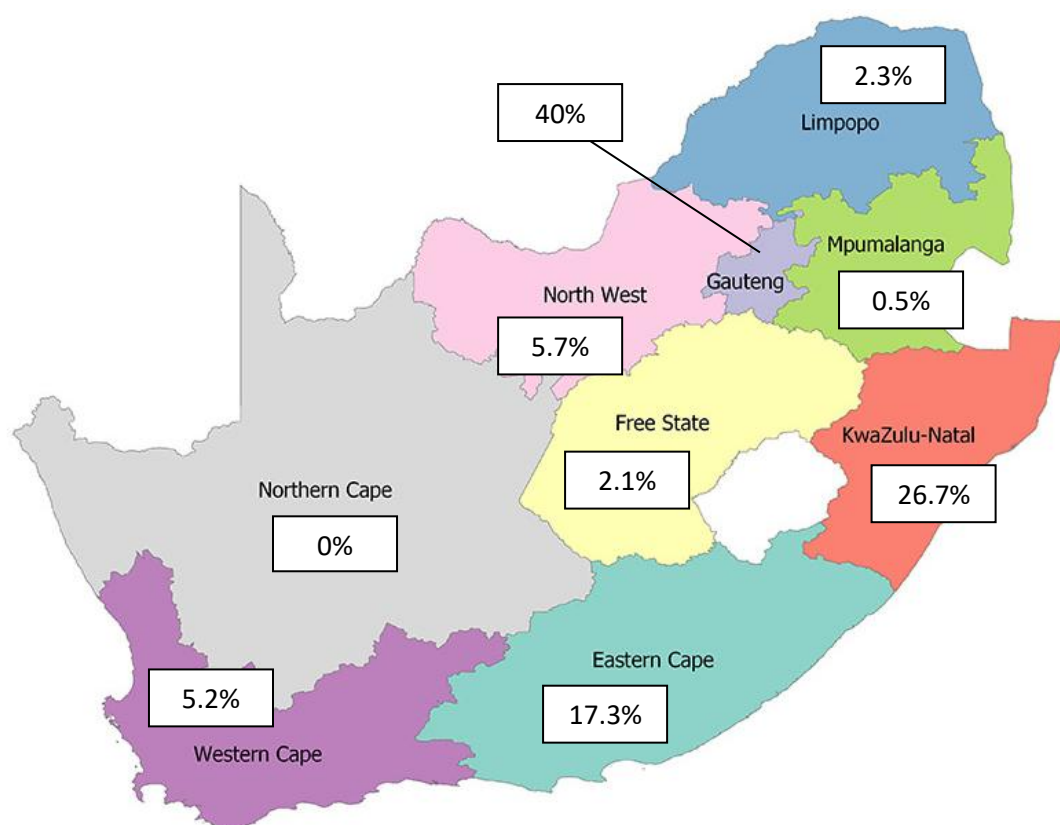 2.3%
Limpopo
40%
Mpumalanga
0.5%
Gauteng
North West
5.7%
Free State
2.1%
KwaZulu-Natal
26.7%
Northern Cape
0%
Eastern Cape
17.3%
5.2%
Western Cape